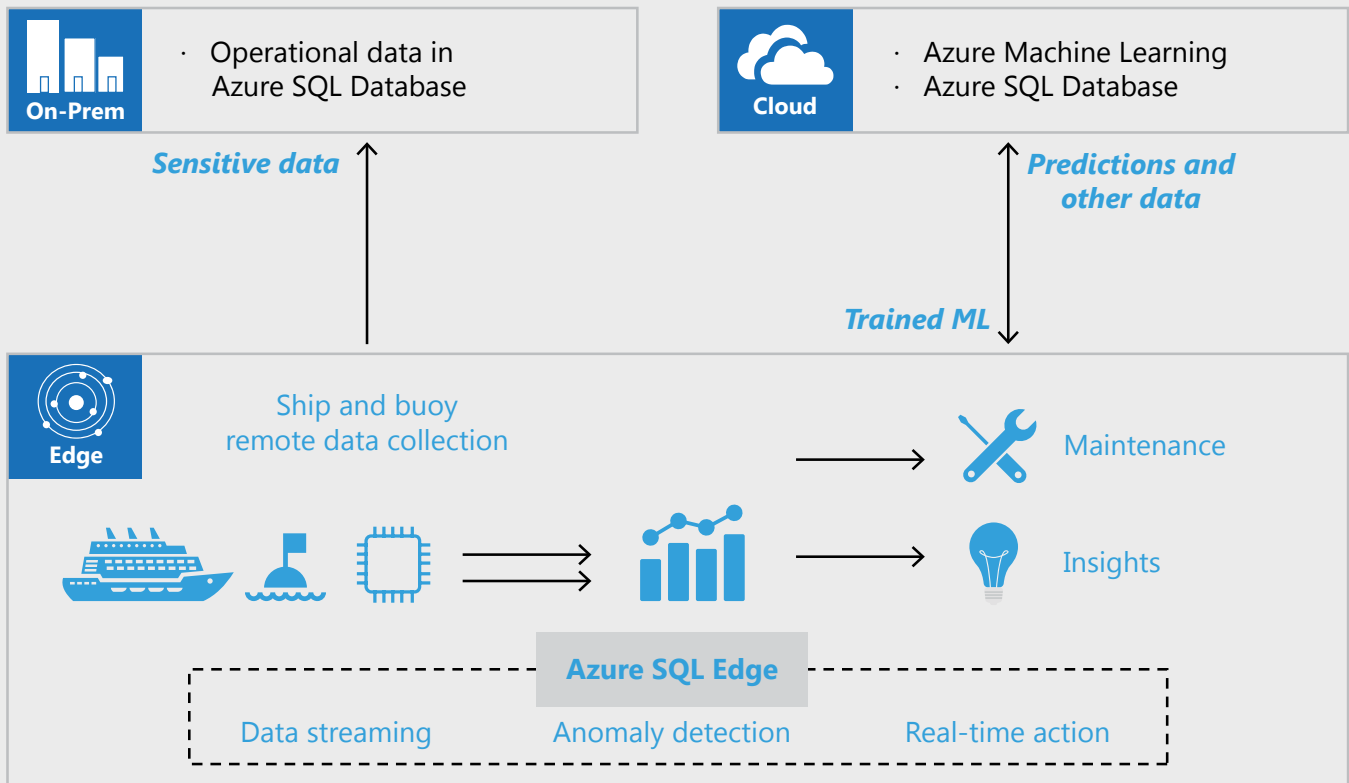 On-Prem
· Operational data in
Azure SQL Database
Cloud
· Azure Machine Learning
· Azure SQL Database
Sensitive data
Predictions and
other data
Trained ML
Edge
Ship and buoy
remote data collection
Maintenance
Insights
Azure SQL Edge
Data streaming
Anomaly detection
Real-time action